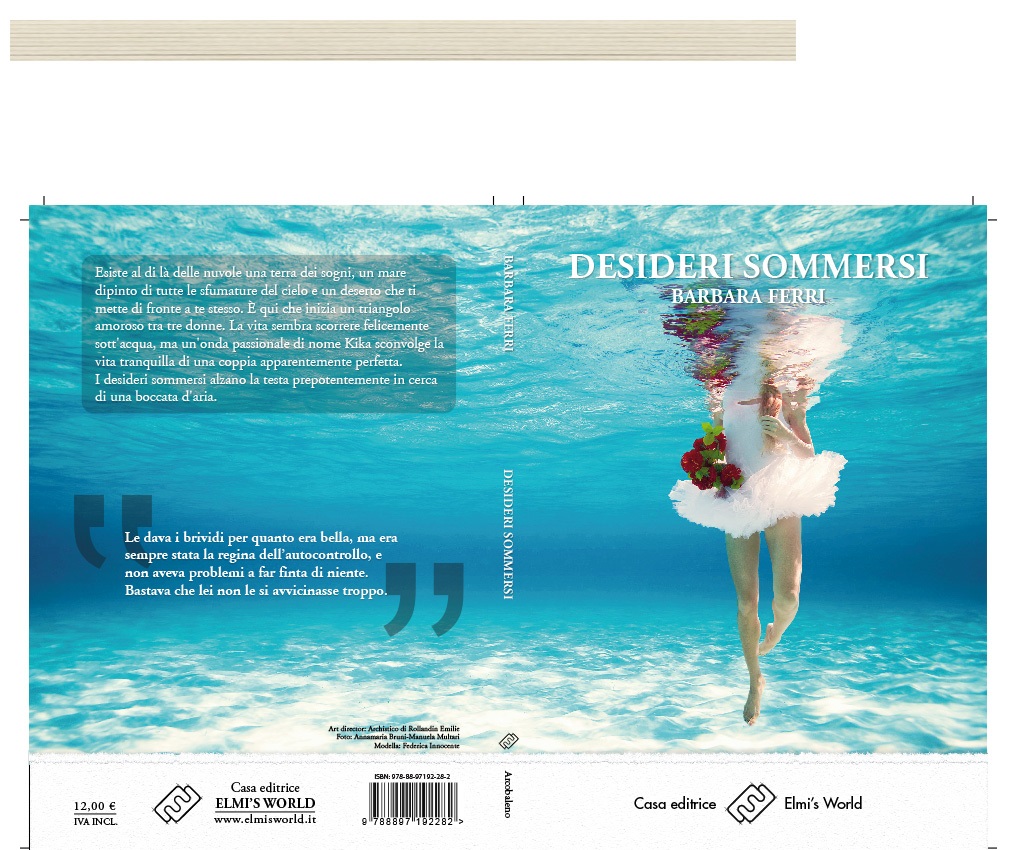 Esiste al di là delle nuvole una terra dei sogni, un mare
dipinto di tutte le sfumature del cielo e un deserto che ti
mette di fronte a te stesso. È qui che inizia un triangolo
amoroso tra tre donne. La vita sembra scorrere felicemente
sott'acqua, ma un'onda passionale di nome Kika sconvolge la
vita tranquilla di una coppia apparentemente perfetta.
I desideri sommersi alzano la testa prepotentemente in cerca
di una boccata d'aria.
Le dava i brividi per quanto era bella, ma era
sempre stata la regina dell'autocontrollo, e
non aveva problemi a far finta di niente.
Bastava che lei non le si avvicinasse troppo.
Art director: Archistico di Rollandin Emilie
Foto: Annamaria Bruni-Manuela Multari
Modella: Federica Innocente
12,00 €
IVA INCL.
Casa editrice
ELMI'S WORLD
www.elmisworld.it
ISBN: 978-88-97192-28-2
9 788897 192282 >
BARBARA FERRI
DESIDERI SOMMERSI
Arcobaleno
DESIDERI SOMMERSI
BARBARA FERRI
Casa editrice Elmi's World